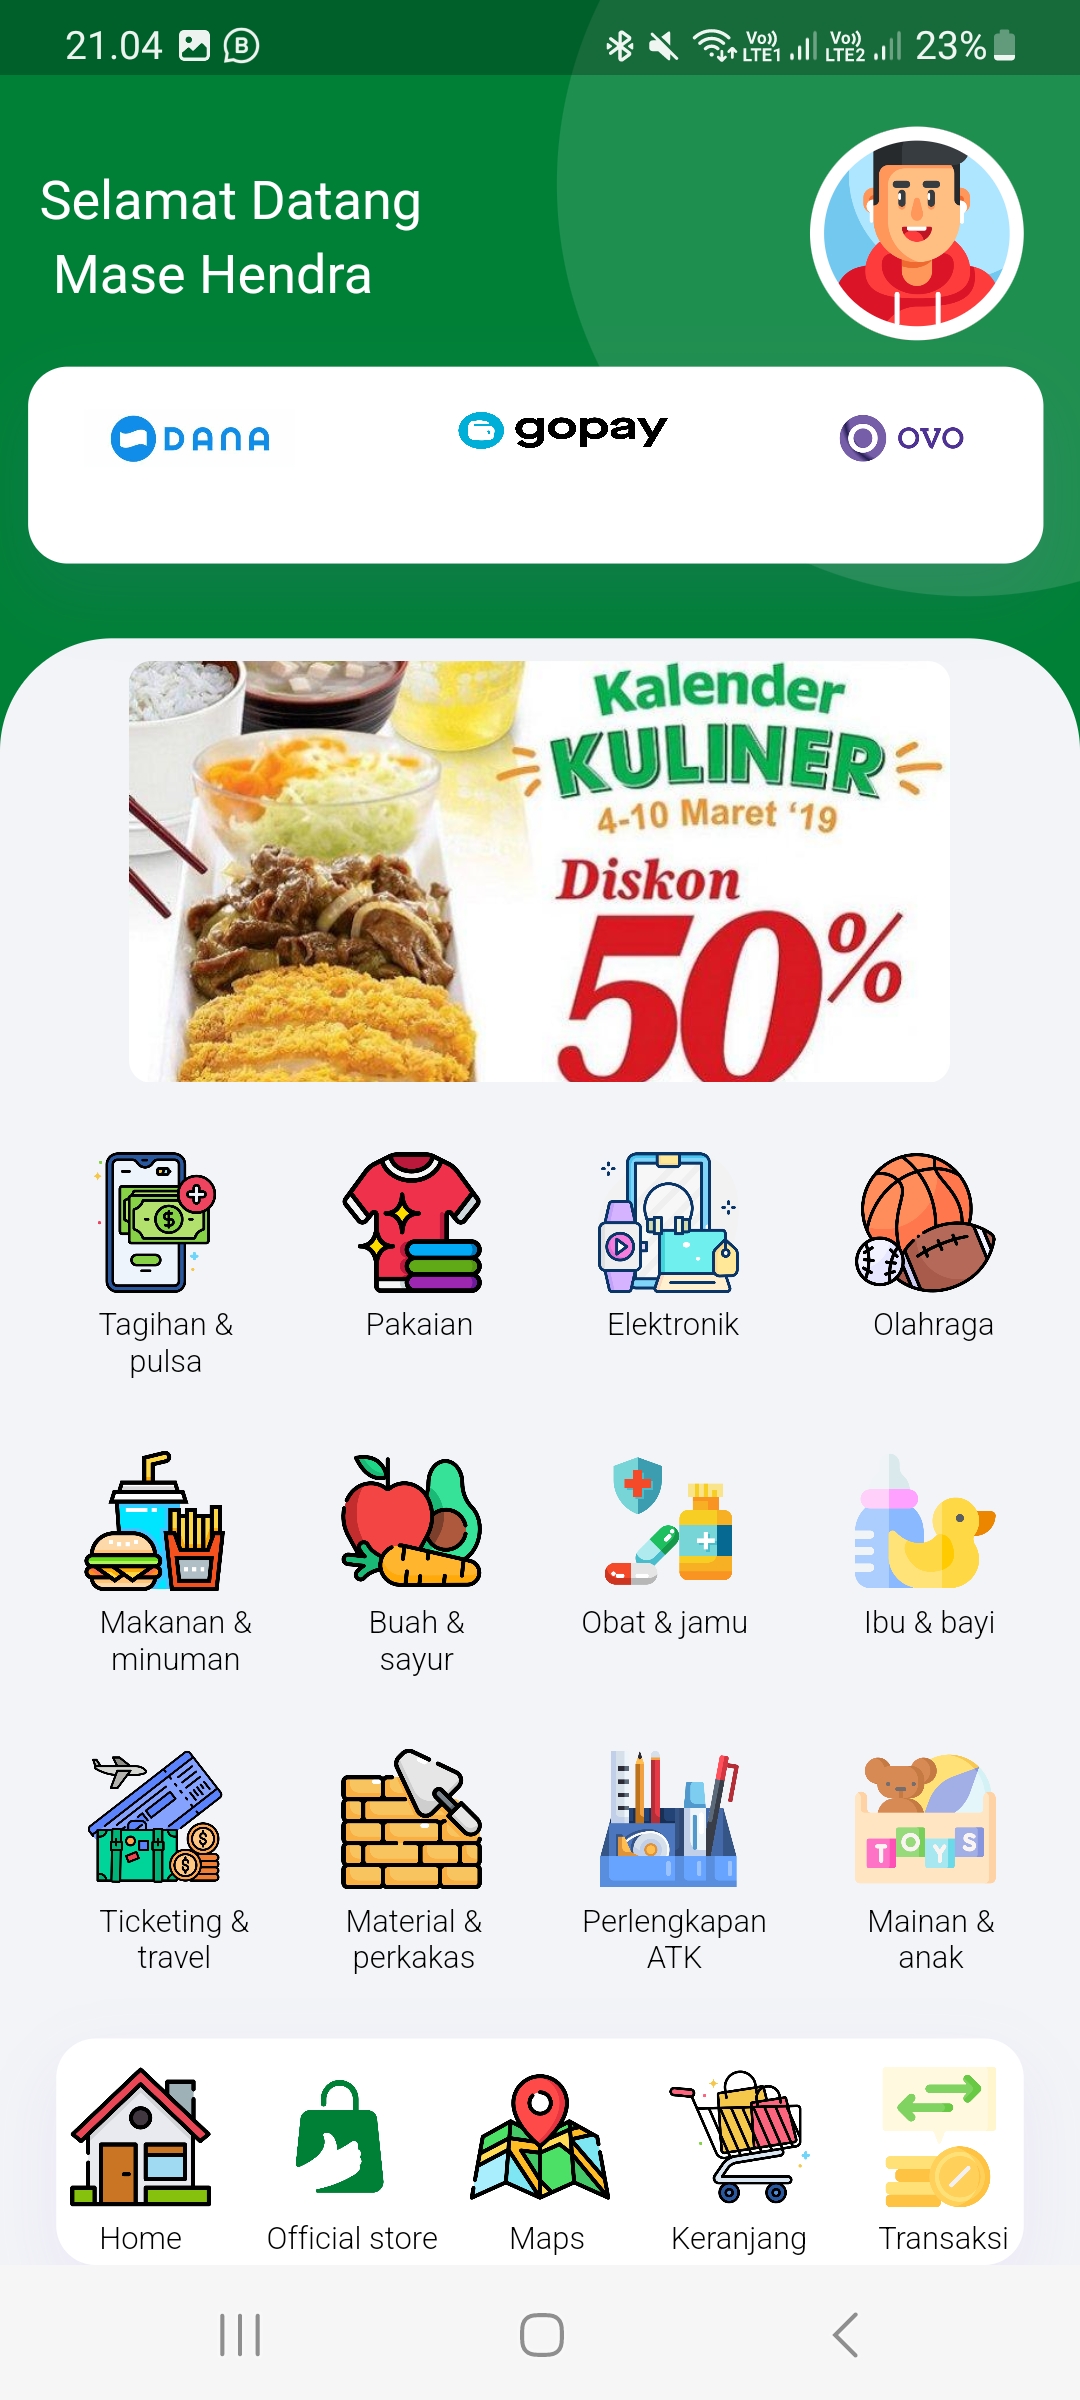 21.04
Vo)) LTE1
Vo)) LTE2
23%
Selamat Datang
Mase Hendra
DANA
gopay
OVO
Kalender
KULINER
4-10 Maret ‘19
Diskon
50%
Tagihan &
pulsa
Pakaian
Elektronik
Olahraga
Makanan &
minuman
Buah &
sayur
Obat & jamu
Ibu & bayi
TOYS
Ticketing &
travel
Material &
perkakas
Perlengkapan
ATK
Mainan &
anak
Home
Official store
Maps
Keranjang
Transaksi